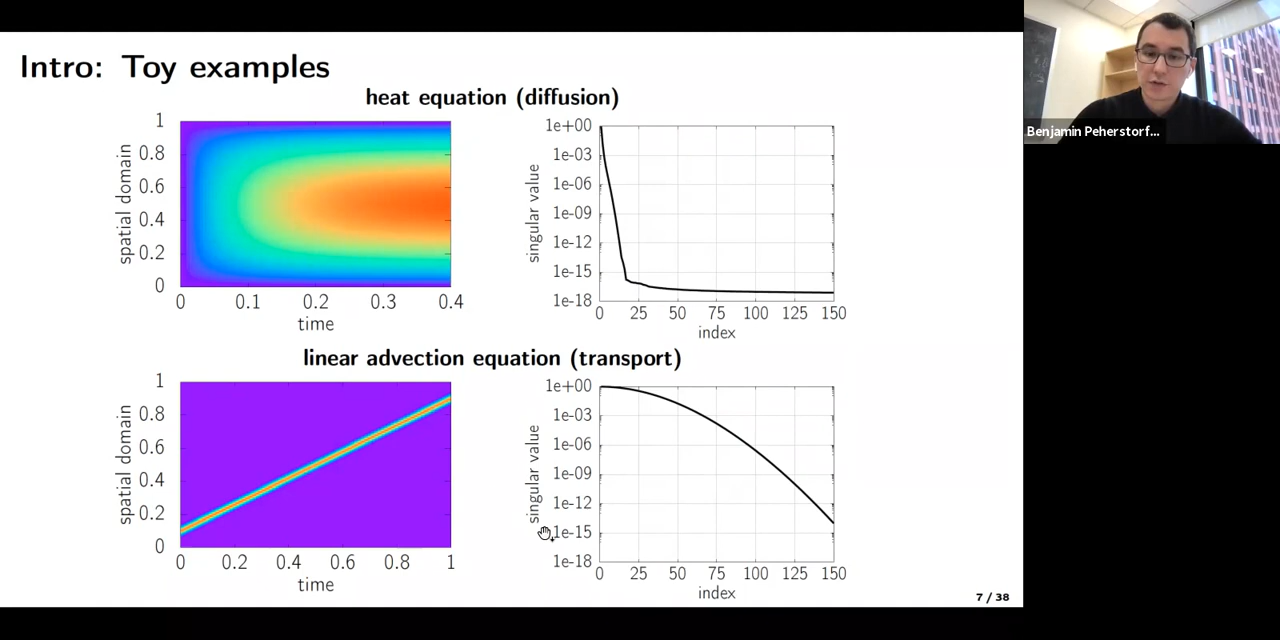 Intro: Toy examples
heat equation (diffusion)
spatial domain
1
0.8
0.6
0.4
0.2
0
0 0.1 0.2 0.3 0.4
time
singular value
1e+00
1e-03
1e-06
1e-09
1e-12
1e-15
1e-18
0 25 50 75 100 125 150
index
linear advection equation (transport)
spatial domain
1
0.8
0.6
0.4
0.2
0
0 0.2 0.4 0.6 0.8 1
time
singular value
1e+00
1e-03
1e-06
1e-09
1e-12
1e-15
1e-18
0 25 50 75 100 125 150
index
7 / 38
Benjamin Peherstorf...